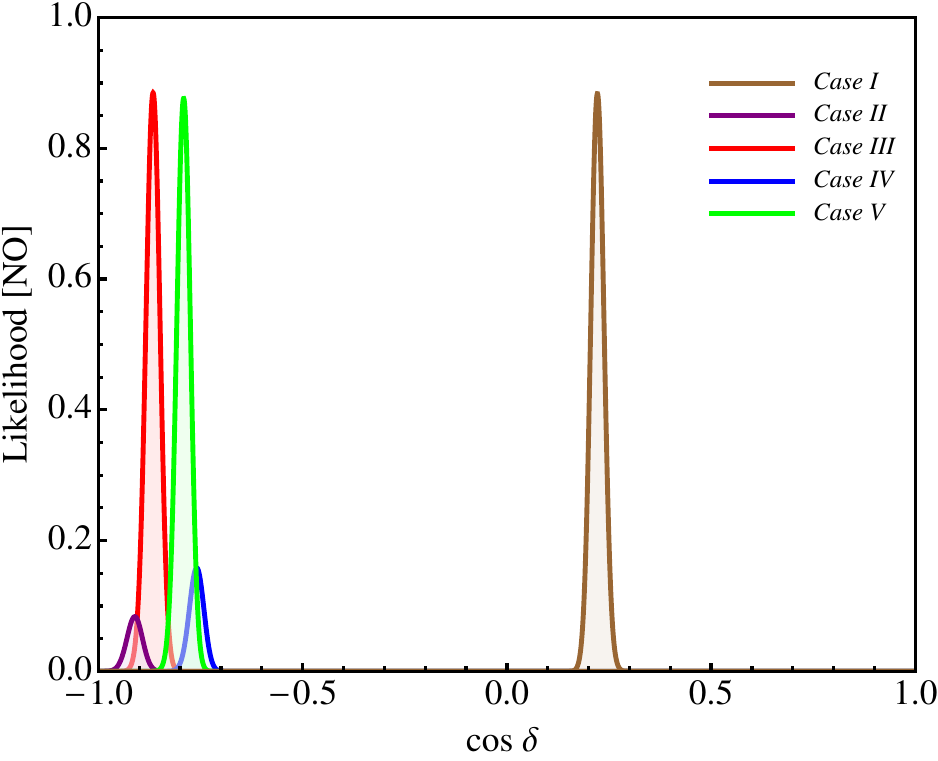 1.0
0.8
0.6
0.4
0.2
0.0
Likelihood [NO]
Case I
Case II
Case III
Case IV
Case V
−1.0 −0.5 0.0 0.5 1.0
cos δ